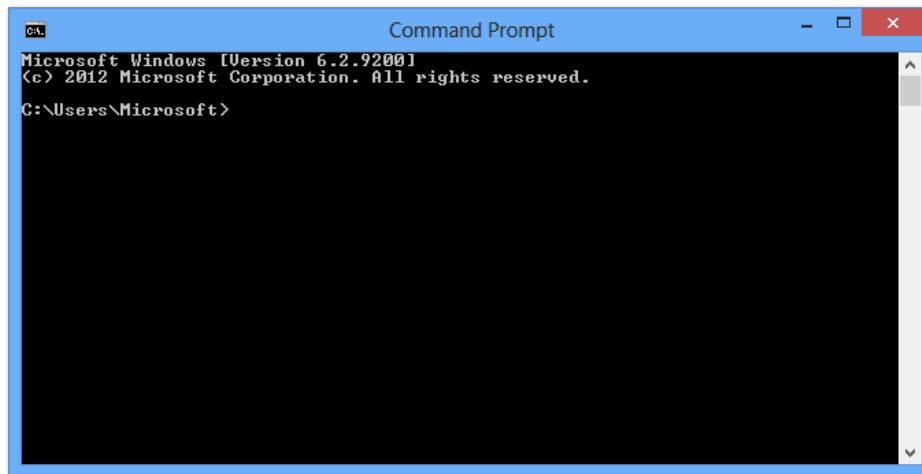 Command Prompt
Microsoft Windows [Version 6.2.9200]
(c) 2012 Microsoft Corporation. All rights reserved.
C:\Users\Microsoft>